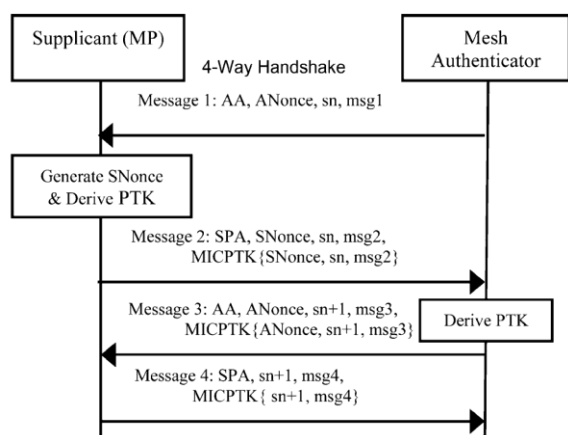 Supplicant (MP)
Mesh
Authenticator
4-Way Handshake
Message 1: AA, ANonce, sn, msg1
Generate SNonce
& Derive PTK
Message 2: SPA, SNonce, sn, msg2,
MICPTK{SNonce, sn, msg2}
Message 3: AA, ANonce, sn+1, msg3,
MICPTK{ANonce, sn+1, msg3}
Derive PTK
Message 4: SPA, sn+1, msg4,
MICPTK{ sn+1, msg4}